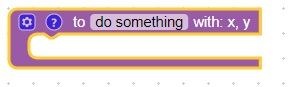 ? to do something with: x, y